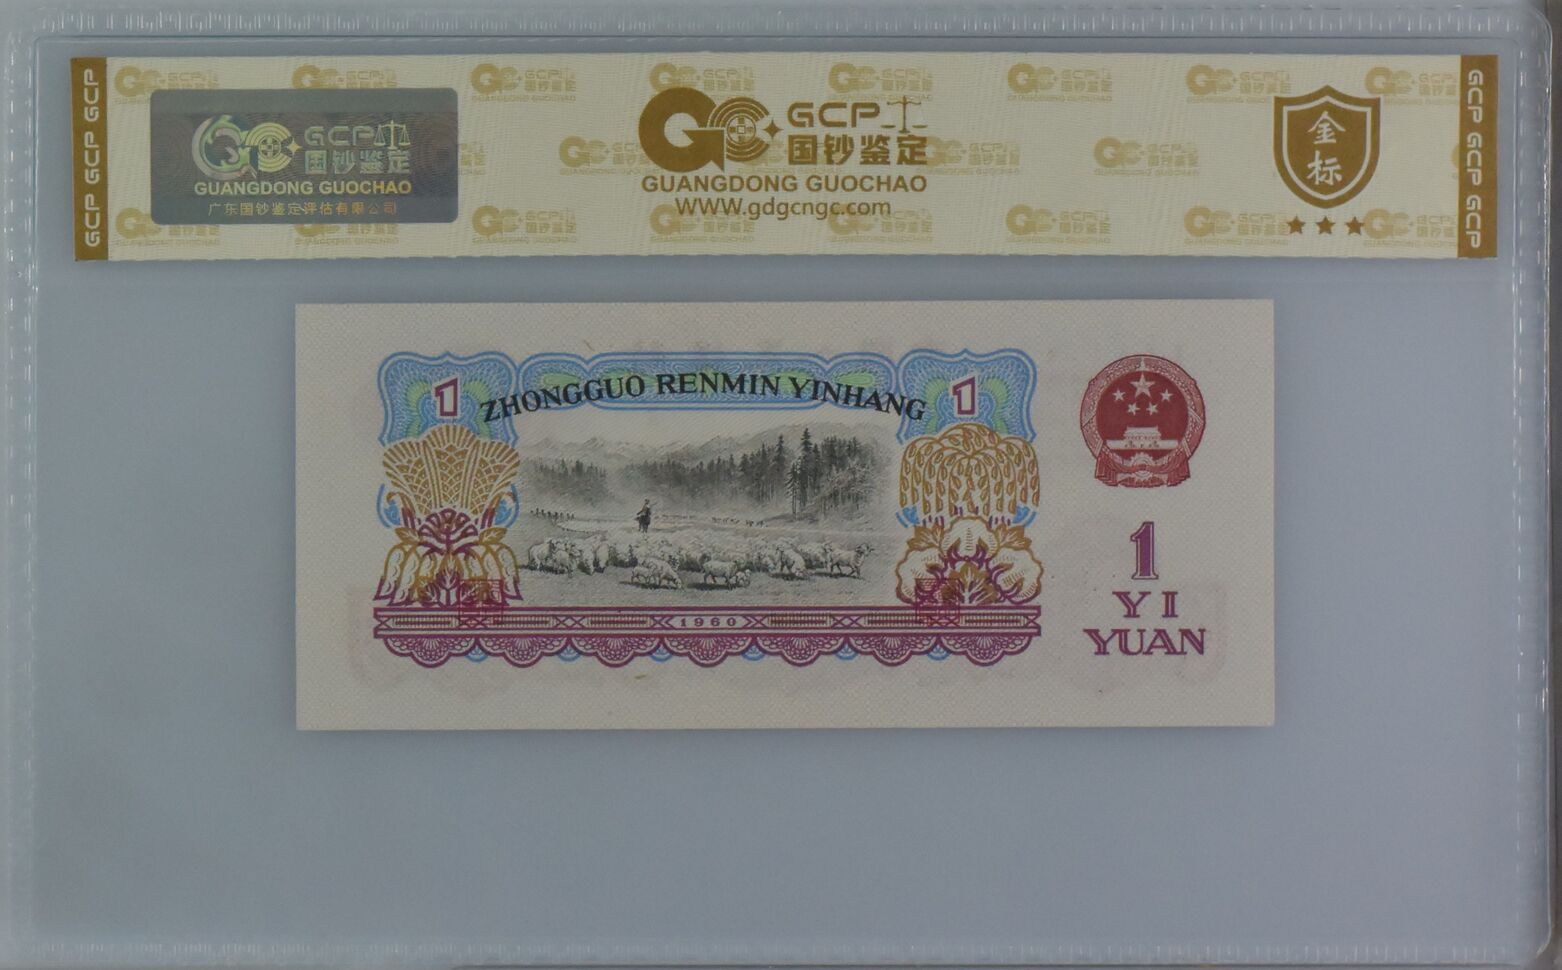 GCP GCP GCP
GCP
国钞鉴定
GUANGDONG GUOCHAO
广东国钞鉴定评估有限公司
GCP
国钞鉴定
GUANGDONG GUOCHAO
WWW.gdgcngc.com
金标
GCP GCP GCP
1
ZHONGGUO RENMIN YINHANG
1
1960
1
YI
YUAN